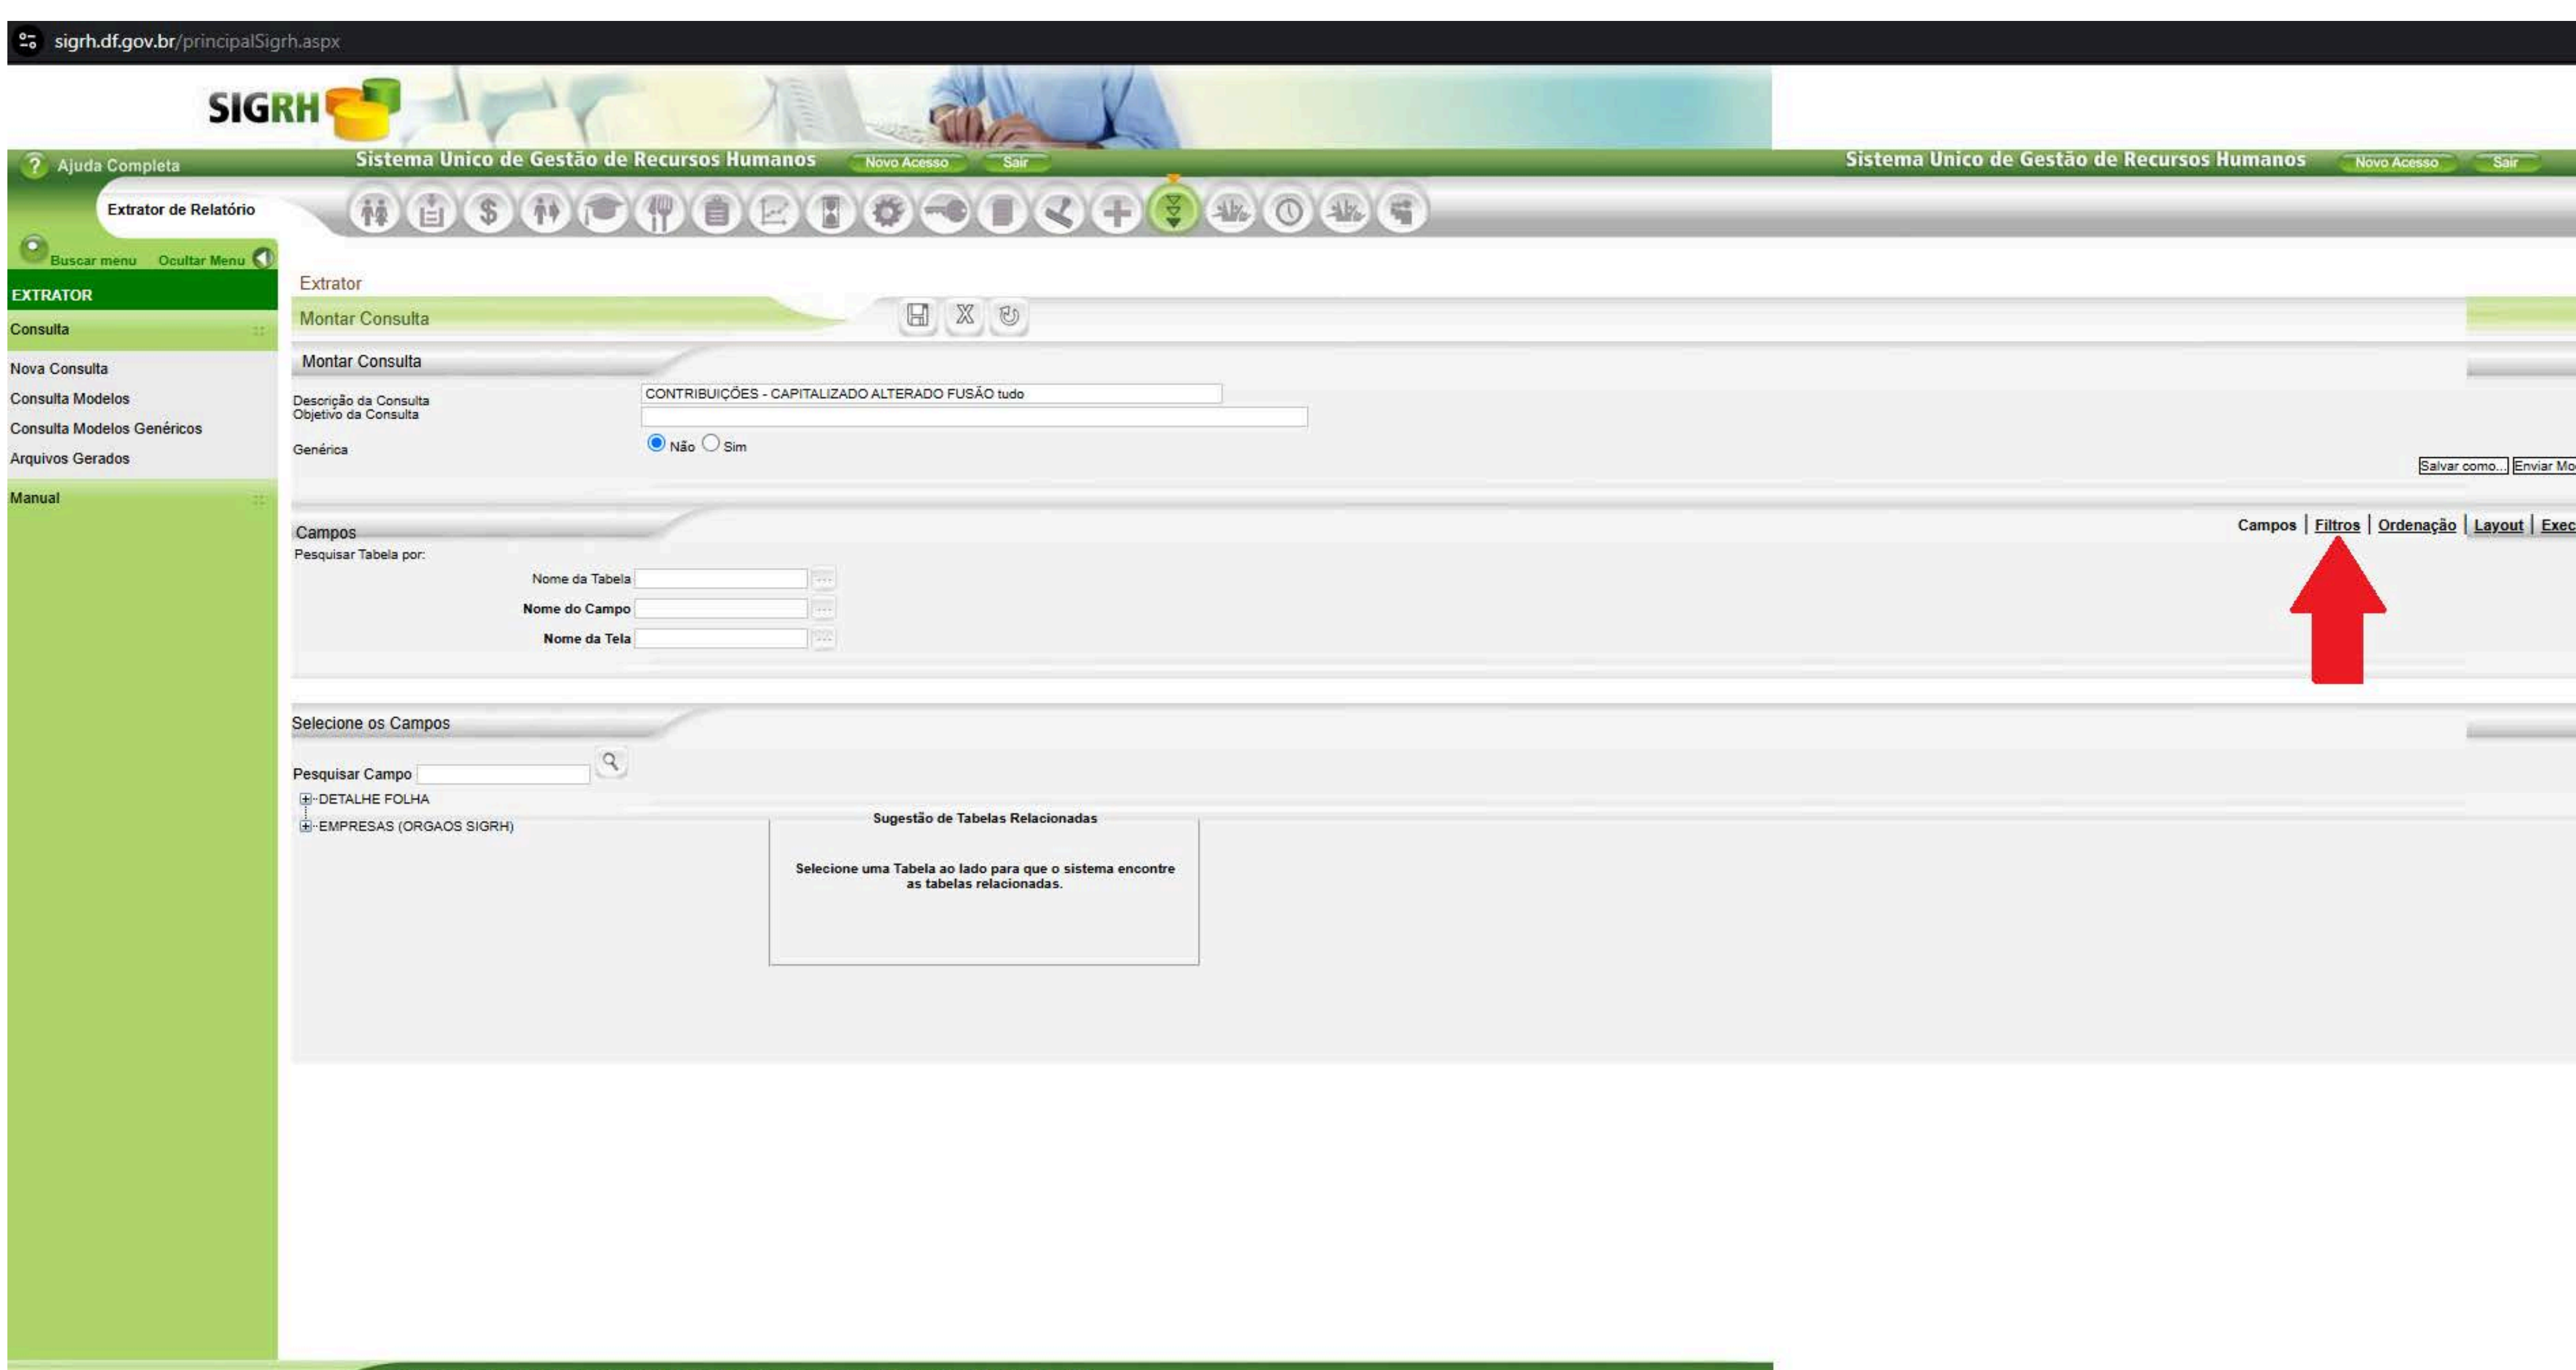 sigrh.df.gov.br/principalSigrh.aspx
SIGRH
? Ajuda Completa
Sistema Unico de Gestão de Recursos Humanos Novo Acesso Sair
Sistema Unico de Gestão de Recursos Humanos Novo Acesso Sair
Extrator de Relatório
Buscar menu Ocultar Menu
EXTRATOR
Consulta
Nova Consulta
Consulta Modelos
Consulta Modelos Genéricos
Arquivos Gerados
Manual
Extrator
Montar Consulta
Montar Consulta
Descrição da Consulta CONTRIBUIÇÕES - CAPITALIZADO ALTERADO FUSÃO tudo
Objetivo da Consulta
Genérica Não Sim
Salvar como... Enviar Mo
Campos
Campos | Filtros | Ordenação | Layout | Exec
Pesquisar Tabela por:
Nome da Tabela ...
Nome do Campo ...
Nome da Tela ...
Selecione os Campos
Pesquisar Campo
DETALHE FOLHA
EMPRESAS (ORGAOS SIGRH)
Sugestão de Tabelas Relacionadas
Selecione uma Tabela ao lado para que o sistema encontre
as tabelas relacionadas.